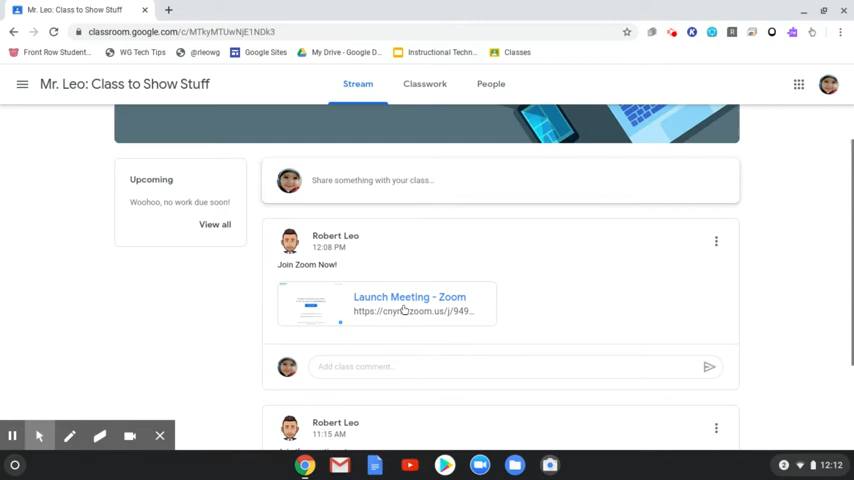 Mr. Leo: Class to Show Stuff
classroom.google.com/c/MTkyMTUwNjE1NDk3
Front Row Student... WG Tech Tips @rleowg Google Sites My Drive - Google D... Instructional Techn... Classes
Mr. Leo: Class to Show Stuff Stream Classwork People
Upcoming
Woohoo, no work due soon!
View all
Share something with your class...
Robert Leo
12:08 PM
Join Zoom Now!
Launch Meeting - Zoom
zoom.us/j/949...
Add class comment...
Robert Leo
11:15 AM
2 12:12